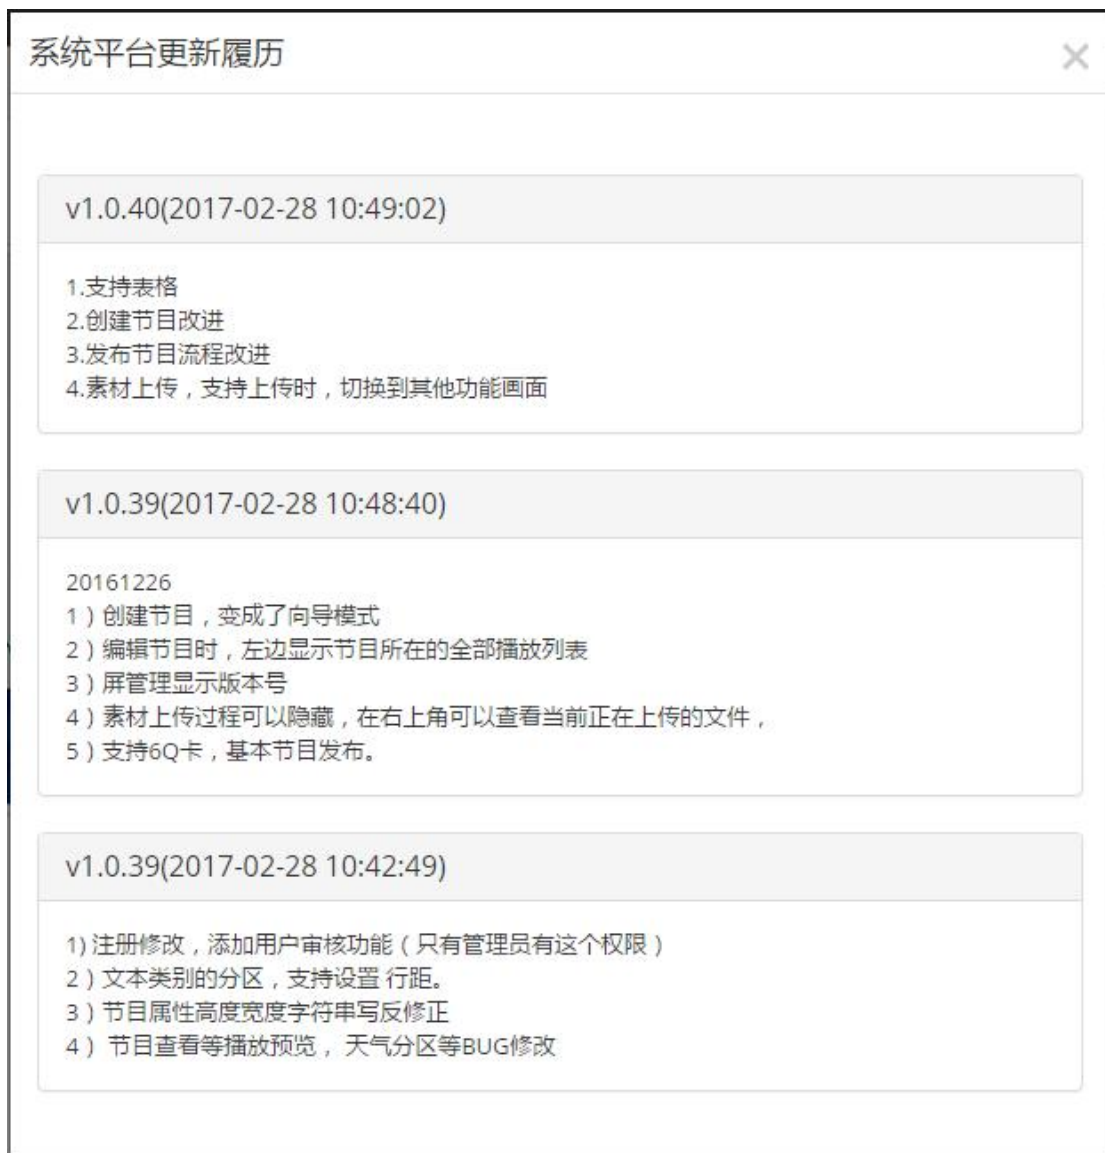 系统平台更新履历
v1.0.40(2017-02-28 10:49:02)
1.支持表格
2.创建节目改进
3.发布节目流程改进
4.素材上传，支持上传时，切换到其他功能画面
v1.0.39(2017-02-28 10:48:40)
20161226
1）创建节目，变成了向导模式
2）编辑节目时，左边显示节目所在的全部播放列表
3）屏管理显示版本号
4）素材上传过程可以隐藏，在右上角可以查看当前正在上传的文件，
5）支持6Q卡，基本节目发布。
v1.0.39(2017-02-28 10:42:49)
1) 注册修改，添加用户审核功能（只有管理员有这个权限）
2）文本类别的分区，支持设置 行距。
3）节目属性高度宽度字符串写反修正
4） 节目查看等播放预览， 天气分区等BUG修改